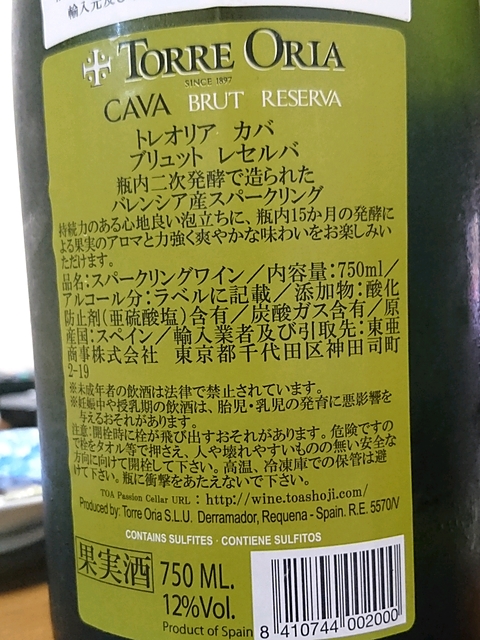 輸入元
TORRE ORIA
SINCE 1897
CAVA BRUT RESERVA
トレオリア カバ
ブリュット レセルバ
瓶内二次発酵で造られた
バレンシア産スパークリング
持続力のある心地良い泡立ちに、瓶内15か月の発酵に
よる果実のアロマと力強く爽やかな味わいをお楽しみい
ただけます。
品名:スパークリングワイン/内容量:750ml/
アルコール分:ラベルに記載/添加物:酸化
防止剤(亜硫酸塩)含有/炭酸ガス含有/原
産国:スペイン/輸入業者及び引取先:東亜
商事株式会社 東京都千代田区神田司町
2-19
※未成年者の飲酒は法律で禁止されています。
※妊娠中や授乳期の飲酒は、胎児・乳児の発育に悪影響を
与えるおそれがあります。
注意:開栓時に栓が飛び出すおそれがあります。危険ですの
で栓をタオル等で押さえ、人や壊れやすいものの無い安全な
方向に向けて開栓して下さい。高温、冷凍庫での保管は避
けて下さい。瓶に衝撃をあたえないで下さい。
TOA Passion Cellar URL : http://wine.toashoji.com/
Produced by: Torre Oria S.L.U. Derramador, Requena - Spain. R.E. 5570/V
CONTAINS SULFITES · CONTIENE SULFITOS
果実酒 750 ML.
12%Vol.
Product of Spain
8 410744 002000